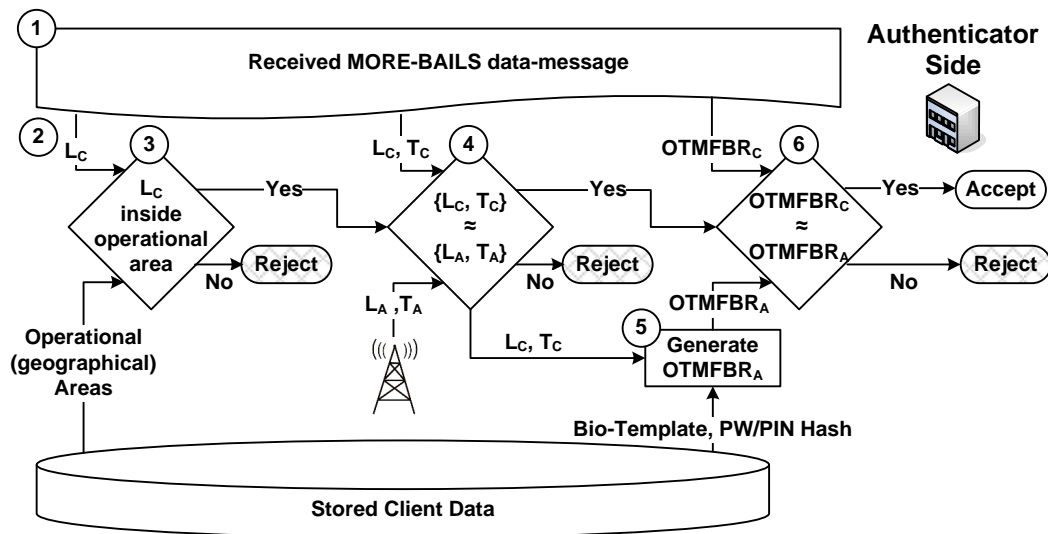 1
Received MORE-BAILS data-message
Authenticator
Side
2
LC
3
LC
inside
operational
area
Yes
No
Reject
LC, TC
4
{LC, TC}
≈
{LA, TA}
Yes
No
Reject
OTMFBRC
6
OTMFBRC
≈
OTMFBRA
Yes
Accept
No
Reject
LA ,TA
OTMFBRA
Operational
(geographical)
Areas
LC, TC
5
Generate
OTMFBRA
Bio-Template, PW/PIN Hash
Stored Client Data